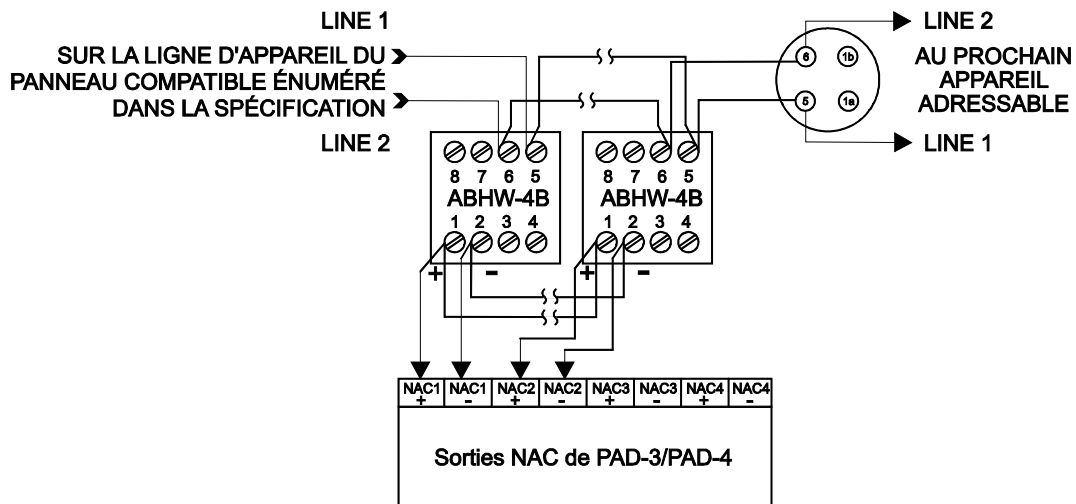 LINE 1
SUR LA LIGNE D'APPAREIL DU
PANNEAU COMPATIBLE ÉNUMÉRÉ
DANS LA SPÉCIFICATION
LINE 2
6
1b
5
1a
LINE 2
AU PROCHAIN
APPAREIL
ADRESSABLE
LINE 1
8 7 6 5
ABHW-4B
1 2 3 4
+ -
8 7 6 5
ABHW-4B
1 2 3 4
+ -
NAC1 +
NAC1 -
NAC2 +
NAC2 -
NAC3 +
NAC3 -
NAC4 +
NAC4 -
Sorties NAC de PAD-3/PAD-4